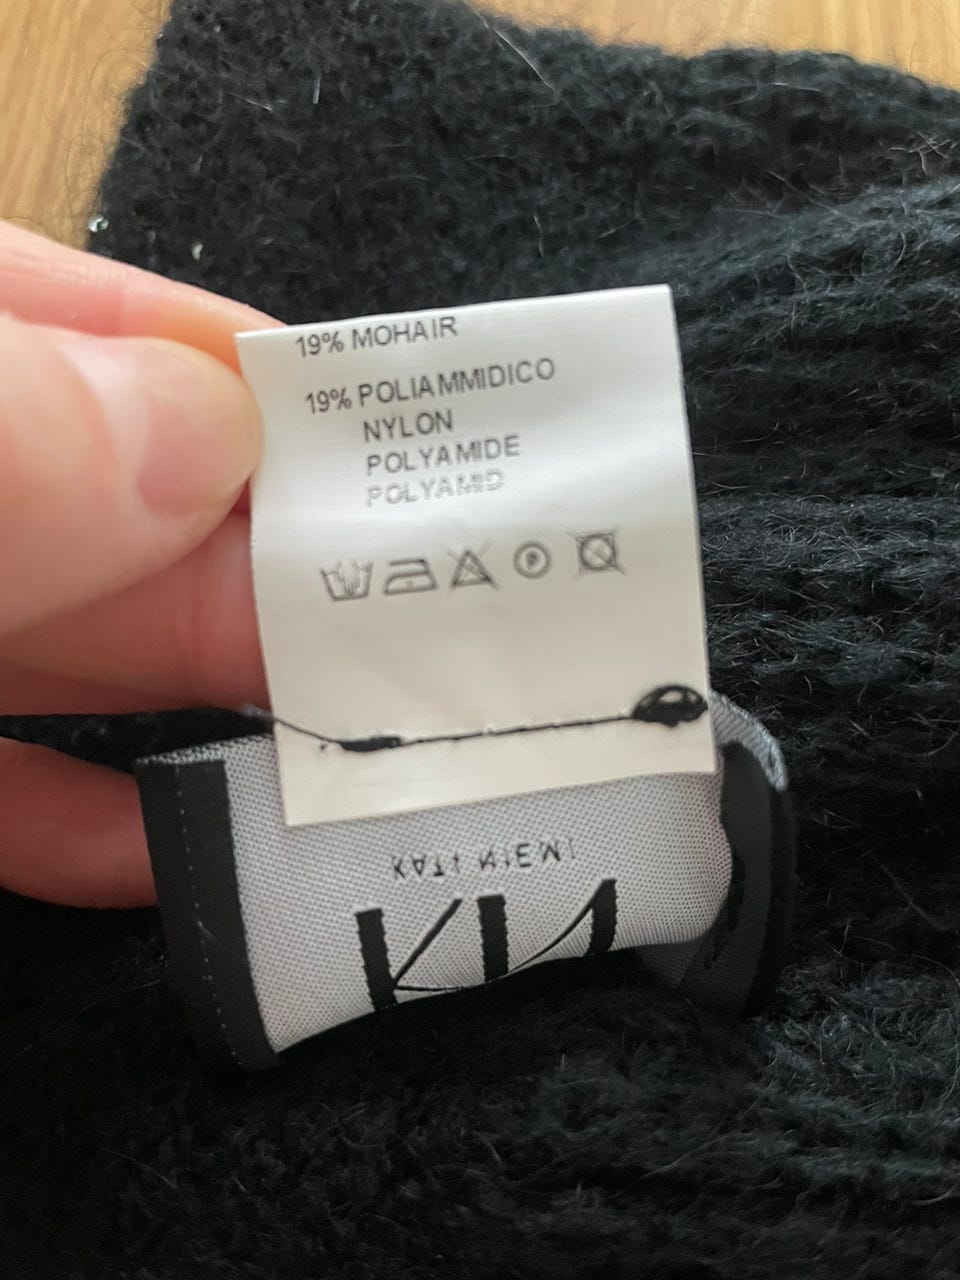 19% MOHAIR
19% POLIAMMIDICO
NYLON
POLYAMIDE
POLYAMID
P